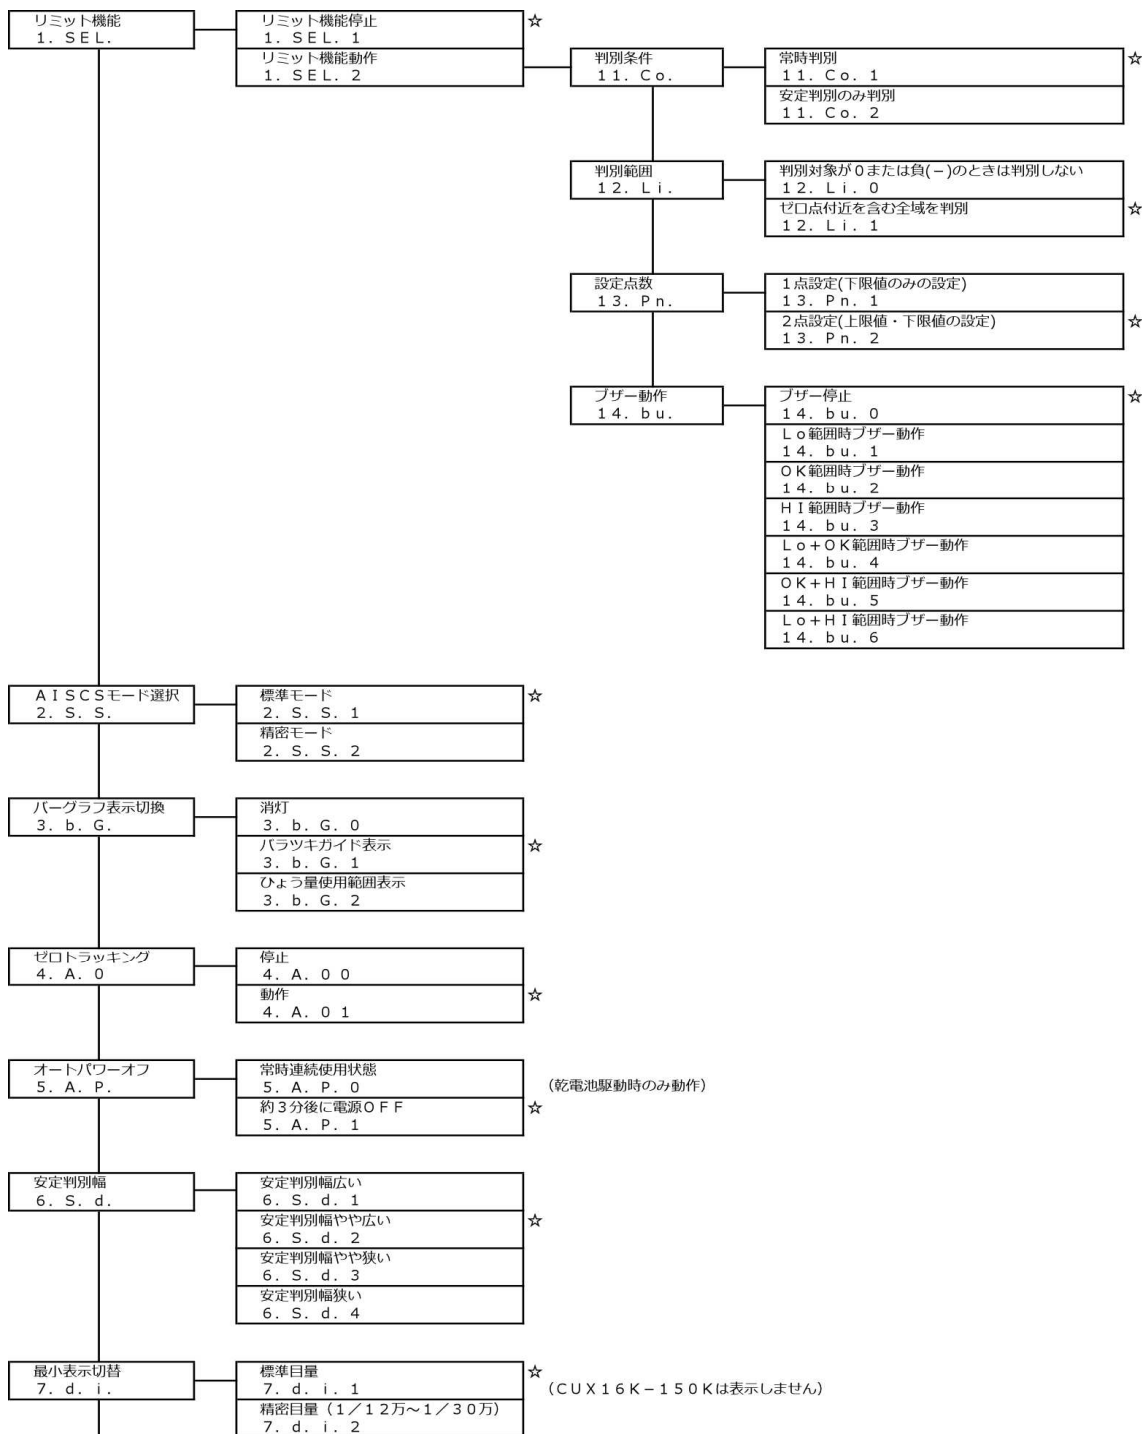 リミット機能
１．ＳＥＬ．
リミット機能停止
１．ＳＥＬ．１
☆
リミット機能動作
１．ＳＥＬ．２
判別条件
１１．Ｃｏ．
常時判別
１１．Ｃｏ．１
☆
安定判別のみ判別
１１．Ｃｏ．２
判別範囲
１２．Ｌｉ．
判別対象が０または負(－)のときは判別しない
１２．Ｌｉ．０
ゼロ点付近を含む全域を判別
１２．Ｌｉ．１
☆
設定点数
１３．Ｐｎ．
１点設定(下限値のみの設定)
１３．Ｐｎ．１
２点設定(上限値・下限値の設定)
１３．Ｐｎ．２
☆
ブザー動作
１４．ｂｕ．
ブザー停止
１４．ｂｕ．０
☆
Ｌｏ範囲時ブザー動作
１４．ｂｕ．１
ＯＫ範囲時ブザー動作
１４．ｂｕ．２
ＨＩ範囲時ブザー動作
１４．ｂｕ．３
Ｌｏ＋ＯＫ範囲時ブザー動作
１４．ｂｕ．４
ＯＫ＋ＨＩ範囲時ブザー動作
１４．ｂｕ．５
Ｌｏ＋ＨＩ範囲時ブザー動作
１４．ｂｕ．６
ＡＩＳＣＳモード選択
２．Ｓ．Ｓ．
標準モード
２．Ｓ．Ｓ．１
☆
精密モード
２．Ｓ．Ｓ．２
バーグラフ表示切換
３．ｂ．Ｇ．
消灯
３．ｂ．Ｇ．０
バラツキガイド表示
３．ｂ．Ｇ．１
☆
ひょう量使用範囲表示
３．ｂ．Ｇ．２
ゼロトラッキング
４．Ａ．０
停止
４．Ａ．００
動作
４．Ａ．０１
☆
オートパワーオフ
５．Ａ．Ｐ．
常時連続使用状態
５．Ａ．Ｐ．０
（乾電池駆動時のみ動作）
約３分後に電源ＯＦＦ
５．Ａ．Ｐ．１
☆
安定判別幅
６．Ｓ．ｄ．
安定判別幅広い
６．Ｓ．ｄ．１
安定判別幅やや広い
６．Ｓ．ｄ．２
☆
安定判別幅やや狭い
６．Ｓ．ｄ．３
安定判別幅狭い
６．Ｓ．ｄ．４
最小表示切替
７．ｄ．ｉ．
標準目量
７．ｄ．ｉ．１
☆
（ＣＵＸ１６Ｋ－１５０Ｋは表示しません）
精密目量（１／１２万～１／３０万）
７．ｄ．ｉ．２